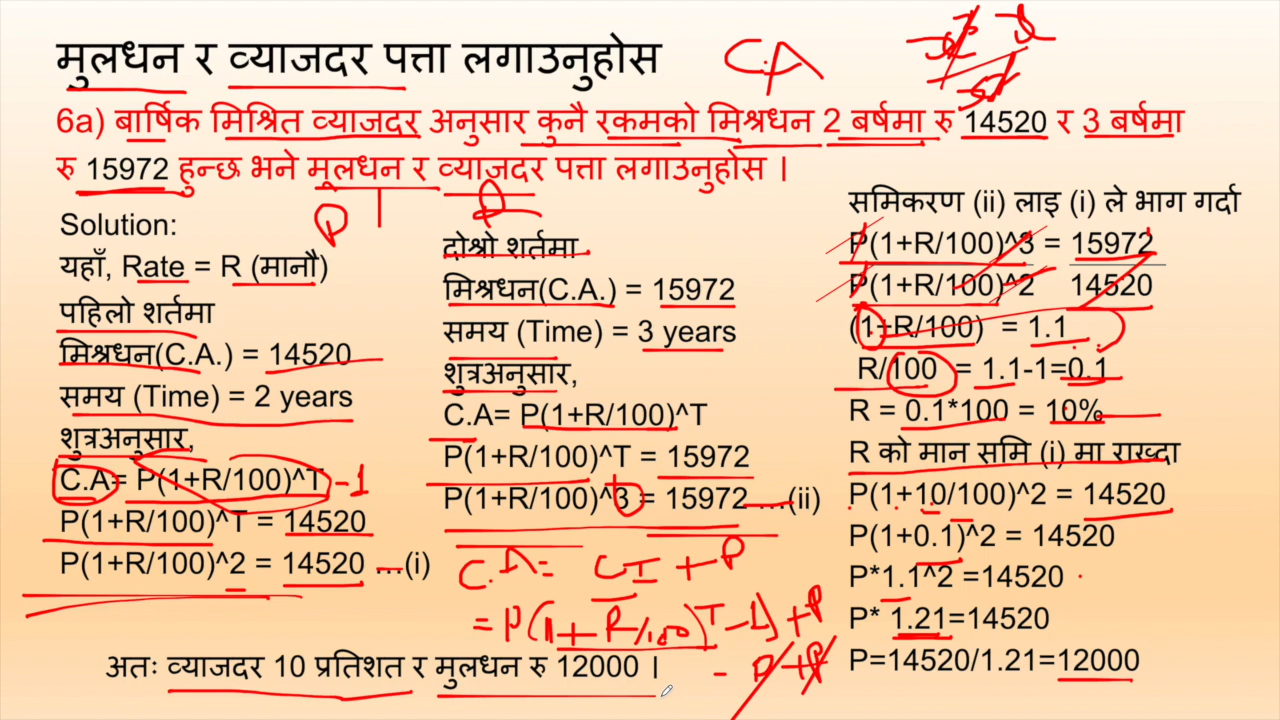 मुलधन र व्याजदर पत्ता लगाउनुहोस
C.A
6a) बार्षिक मिश्रित व्याजदर अनुसार कुनै रकमको मिश्रधन 2 बर्षमा रु 14520 र 3 बर्षमा
रु 15972 हुन्छ भने मूलधन र व्याजदर पत्ता लगाउनुहोस ।
P
R
Solution:
यहाँ, Rate = R (मानौ)
पहिलो शर्तमा
मिश्रधन(C.A.) = 14520
समय (Time) = 2 years
शुत्रअनुसार,
C.A= P(1+R/100)^T -1
P(1+R/100)^T = 14520
P(1+R/100)^2 = 14520 ...(i)
दोश्रो शर्तमा
मिश्रधन(C.A.) = 15972
समय (Time) = 3 years
शुत्रअनुसार,
C.A= P(1+R/100)^T
P(1+R/100)^T = 15972
P(1+R/100)^3 = 15972 ....(ii)
C.A = CI + P
= P(1+R/100)^T -1) + P
- P + P
समिकरण (ii) लाइ (i) ले भाग गर्दा
P(1+R/100)^3 = 15972
P(1+R/100)^2 14520
(1+R/100) = 1.1
R/100 = 1.1-1=0.1
R = 0.1*100 = 10%
R को मान समि (i) मा राख्दा
P(1+10/100)^2 = 14520
P(1+0.1)^2 = 14520
P*1.1^2 =14520
P* 1.21=14520
P=14520/1.21=12000
अतः व्याजदर 10 प्रतिशत र मुलधन रु 12000 ।